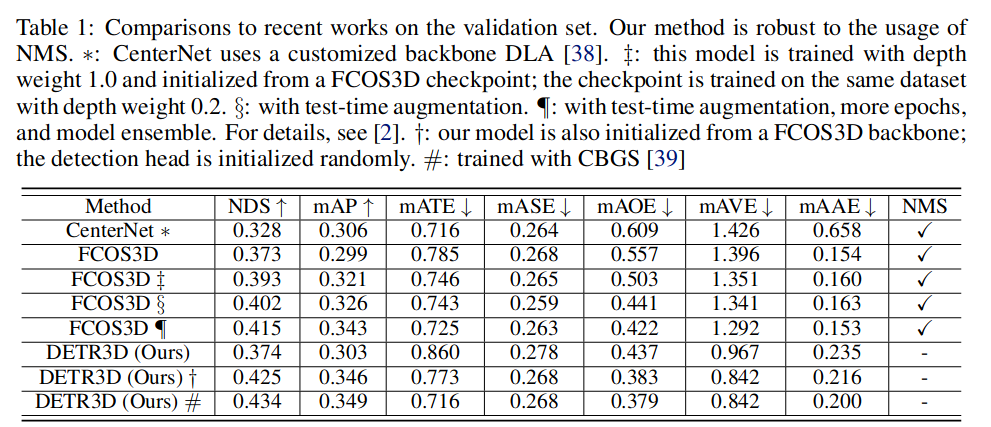 Table 1: Comparisons to recent works on the validation set. Our method is robust to the usage of
NMS. ∗: CenterNet uses a customized backbone DLA [38]. ‡: this model is trained with depth
weight 1.0 and initialized from a FCOS3D checkpoint; the checkpoint is trained on the same dataset
with depth weight 0.2. §: with test-time augmentation. ¶: with test-time augmentation, more epochs,
and model ensemble. For details, see [2]. †: our model is also initialized from a FCOS3D backbone;
the detection head is initialized randomly. #: trained with CBGS [39]
Method NDS ↑ mAP ↑ mATE ↓ mASE ↓ mAOE ↓ mAVE ↓ mAAE ↓ NMS
CenterNet ∗ 0.328 0.306 0.716 0.264 0.609 1.426 0.658 ✓
FCOS3D 0.373 0.299 0.785 0.268 0.557 1.396 0.154 ✓
FCOS3D ‡ 0.393 0.321 0.746 0.265 0.503 1.351 0.160 ✓
FCOS3D § 0.402 0.326 0.743 0.259 0.441 1.341 0.163 ✓
FCOS3D ¶ 0.415 0.343 0.725 0.263 0.422 1.292 0.153 ✓
DETR3D (Ours) 0.374 0.303 0.860 0.278 0.437 0.967 0.235 -
DETR3D (Ours) † 0.425 0.346 0.773 0.268 0.383 0.842 0.216 -
DETR3D (Ours) # 0.434 0.349 0.716 0.268 0.379 0.842 0.200 -